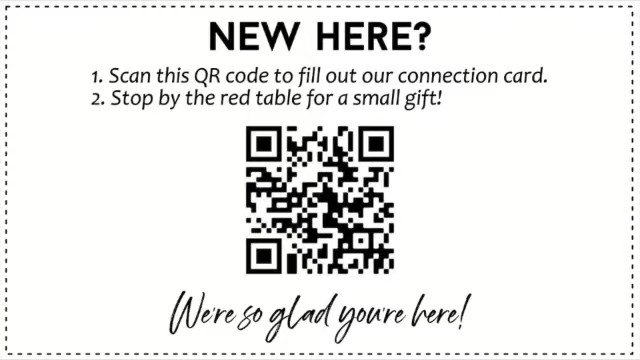 NEW HERE?
1. Scan this QR code to fill out our connection card.
2. Stop by the red table for a small gift!
We're so glad you're here!